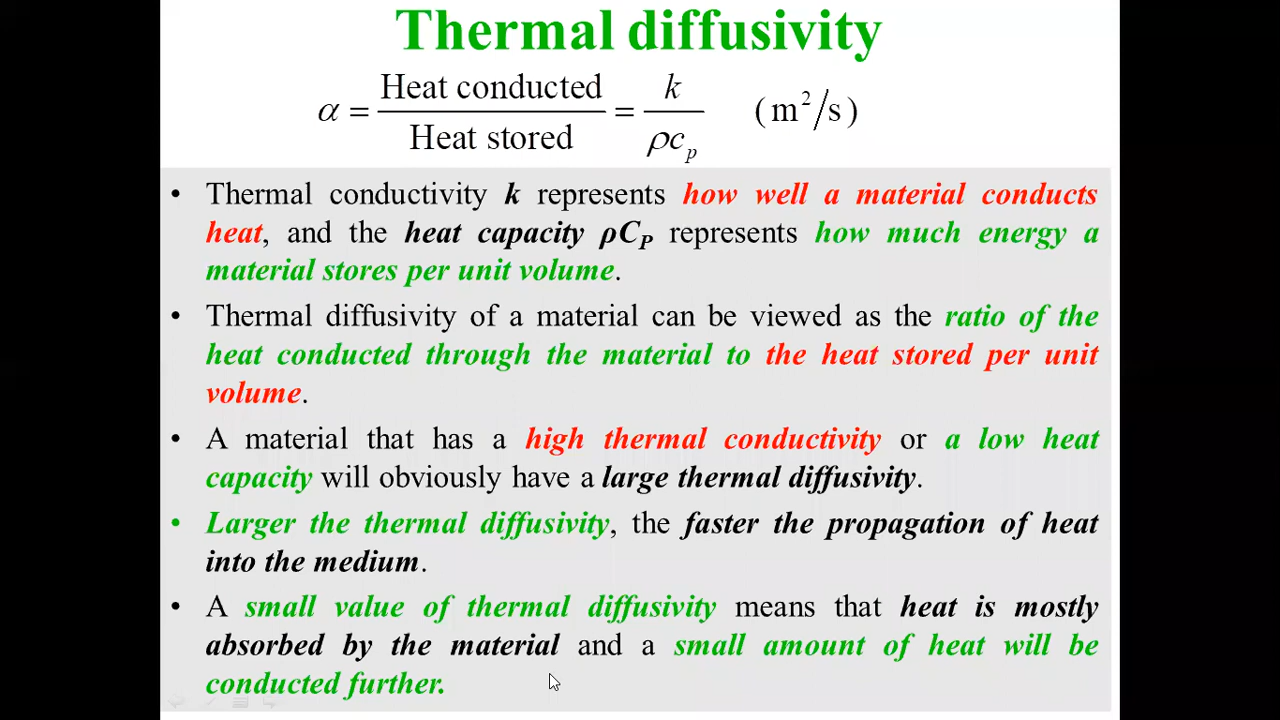 Thermal diffusivity
α = Heat conducted / Heat stored = k / ρc_p (m²/s)
• Thermal conductivity k represents how well a material conducts
heat, and the heat capacity ρC_P represents how much energy a
material stores per unit volume.
• Thermal diffusivity of a material can be viewed as the ratio of the
heat conducted through the material to the heat stored per unit
volume.
• A material that has a high thermal conductivity or a low heat
capacity will obviously have a large thermal diffusivity.
• Larger the thermal diffusivity, the faster the propagation of heat
into the medium.
• A small value of thermal diffusivity means that heat is mostly
absorbed by the material and a small amount of heat will be
conducted further.